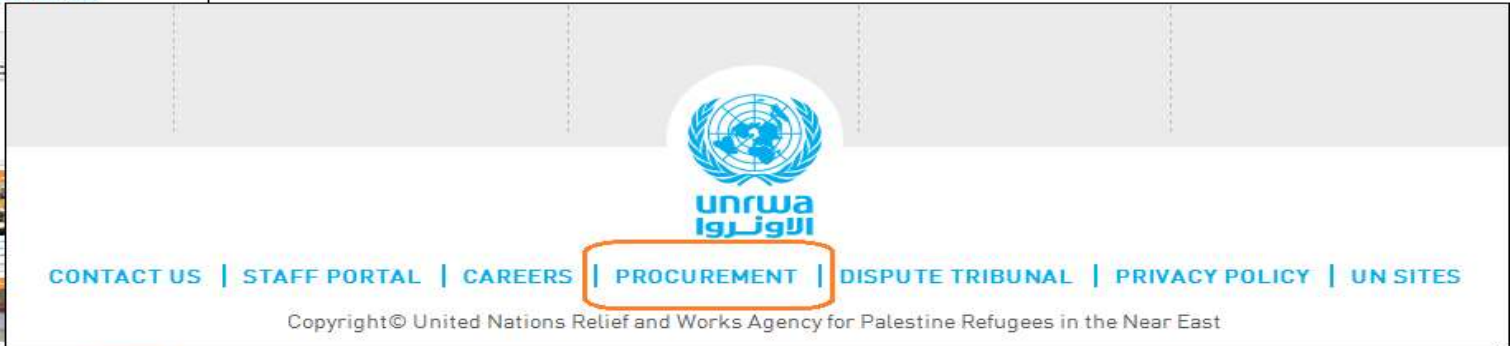 unrwa
الاونروا
CONTACT US | STAFF PORTAL | CAREERS | PROCUREMENT | DISPUTE TRIBUNAL | PRIVACY POLICY | UN SITES
Copyright© United Nations Relief and Works Agency for Palestine Refugees in the Near East